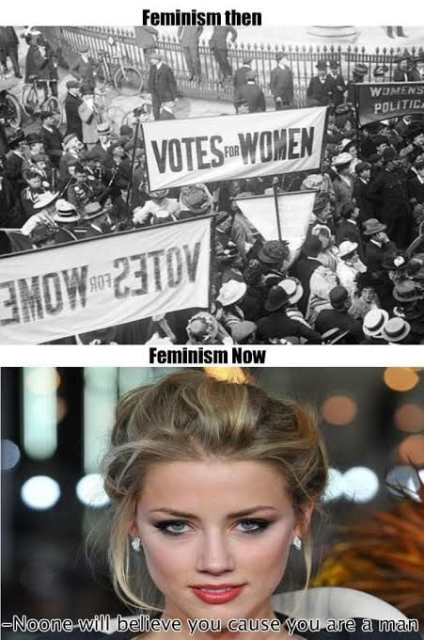 Feminism then
WOMENS
POLITICA
VOTES FOR WOMEN
VOTES FOR WOME
Feminism Now
-Noone will believe you cause you are a man